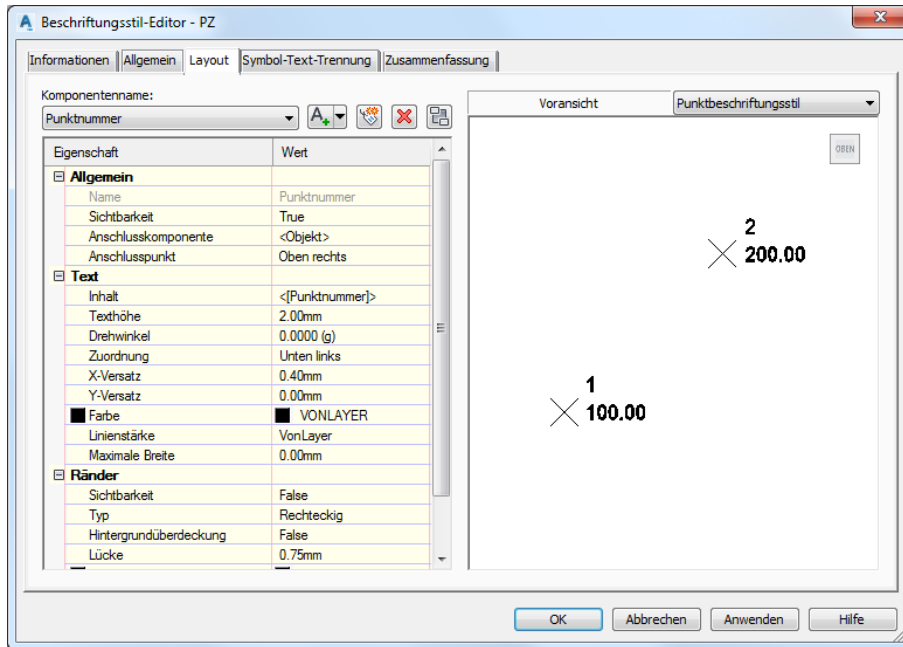 Beschriftungsstil-Editor - PZ
Informationen Allgemein Layout Symbol-Text-Trennung Zusammenfassung
Komponentenname:
Punktnummer
Eigenschaft Wert
Allgemein
Name Punktnummer
Sichtbarkeit True
Anschlusskomponente <Objekt>
Anschlusspunkt Oben rechts
Text
Inhalt <[Punktnummer]>
Texthöhe 2.00mm
Drehwinkel 0.0000 (g)
Zuordnung Unten links
X-Versatz 0.40mm
Y-Versatz 0.00mm
Farbe VONLAYER
Linienstärke VonLayer
Maximale Breite 0.00mm
Ränder
Sichtbarkeit False
Typ Rechteckig
Hintergrundüberdeckung False
Lücke 0.75mm
Voransicht Punktbeschriftungsstil
OBEN
2
200.00
1
100.00
OK Abbrechen Anwenden Hilfe